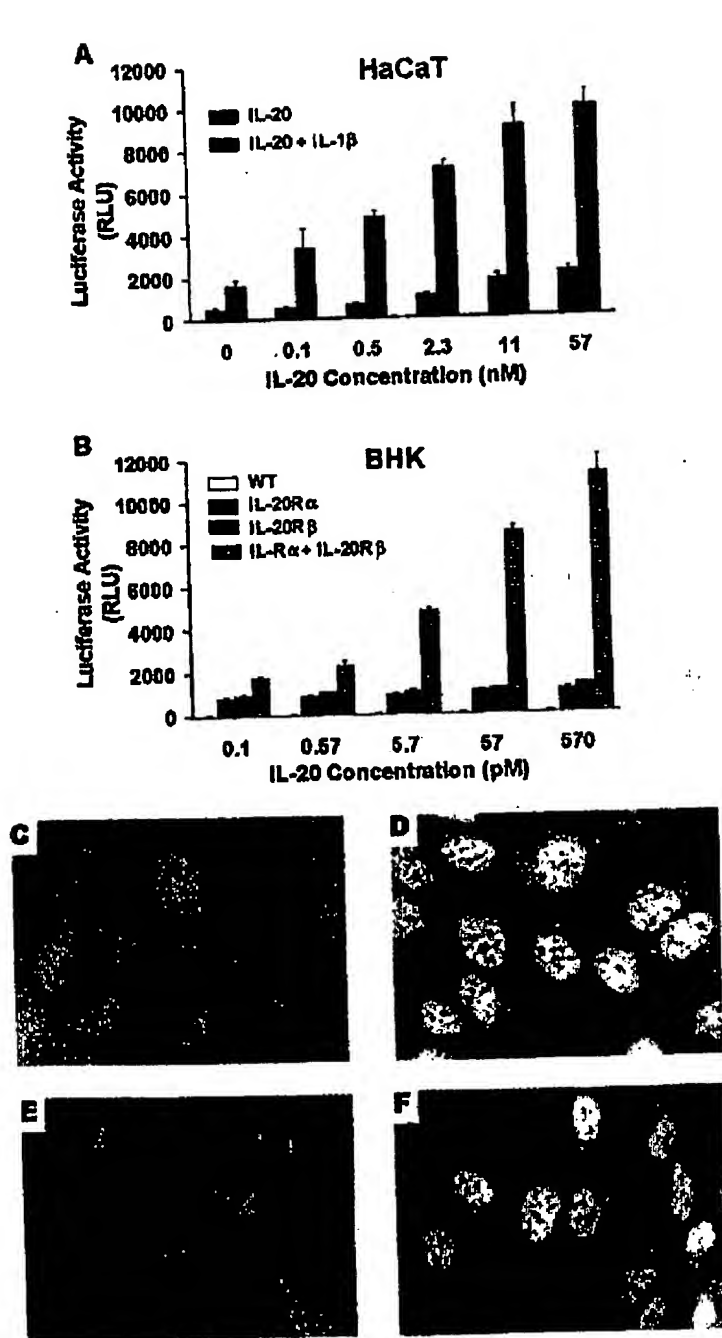 A
HaCaT
12000
10000
8000
6000
4000
2000
0
Luciferase Activity
(RLU)
IL-20
IL-20 + IL-1β
0 0.1 0.5 2.3 11 57
IL-20 Concentration (nM)
B
BHK
12000
10000
8000
6000
4000
2000
0
Luciferase Activity
(RLU)
WT
IL-20Rα
IL-20Rβ
IL-Rα + IL-20Rβ
0.1 0.57 5.7 57 570
IL-20 Concentration (pM)
C
D
E
F